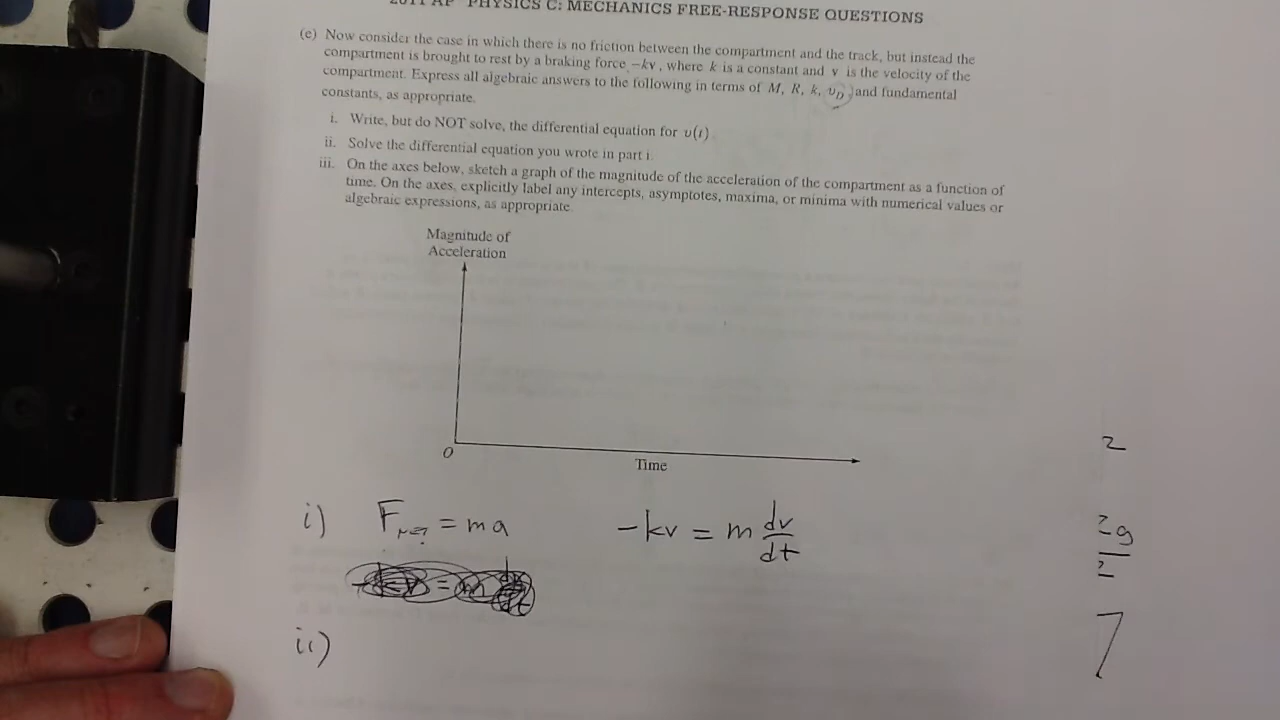 2011 AP PHYSICS C: MECHANICS FREE-RESPONSE QUESTIONS
(e) Now consider the case in which there is no friction between the compartment and the track, but instead the
compartment is brought to rest by a braking force −kv, where k is a constant and v is the velocity of the
compartment. Express all algebraic answers to the following in terms of M, R, k, υD, and fundamental
constants, as appropriate.
i. Write, but do NOT solve, the differential equation for υ(t)
ii. Solve the differential equation you wrote in part i.
iii. On the axes below, sketch a graph of the magnitude of the acceleration of the compartment as a function of
time. On the axes, explicitly label any intercepts, asymptotes, maxima, or minima with numerical values or
algebraic expressions, as appropriate.
Magnitude of
Acceleration
O
Time
i) F = ma -kv = m dv/dt
ii)